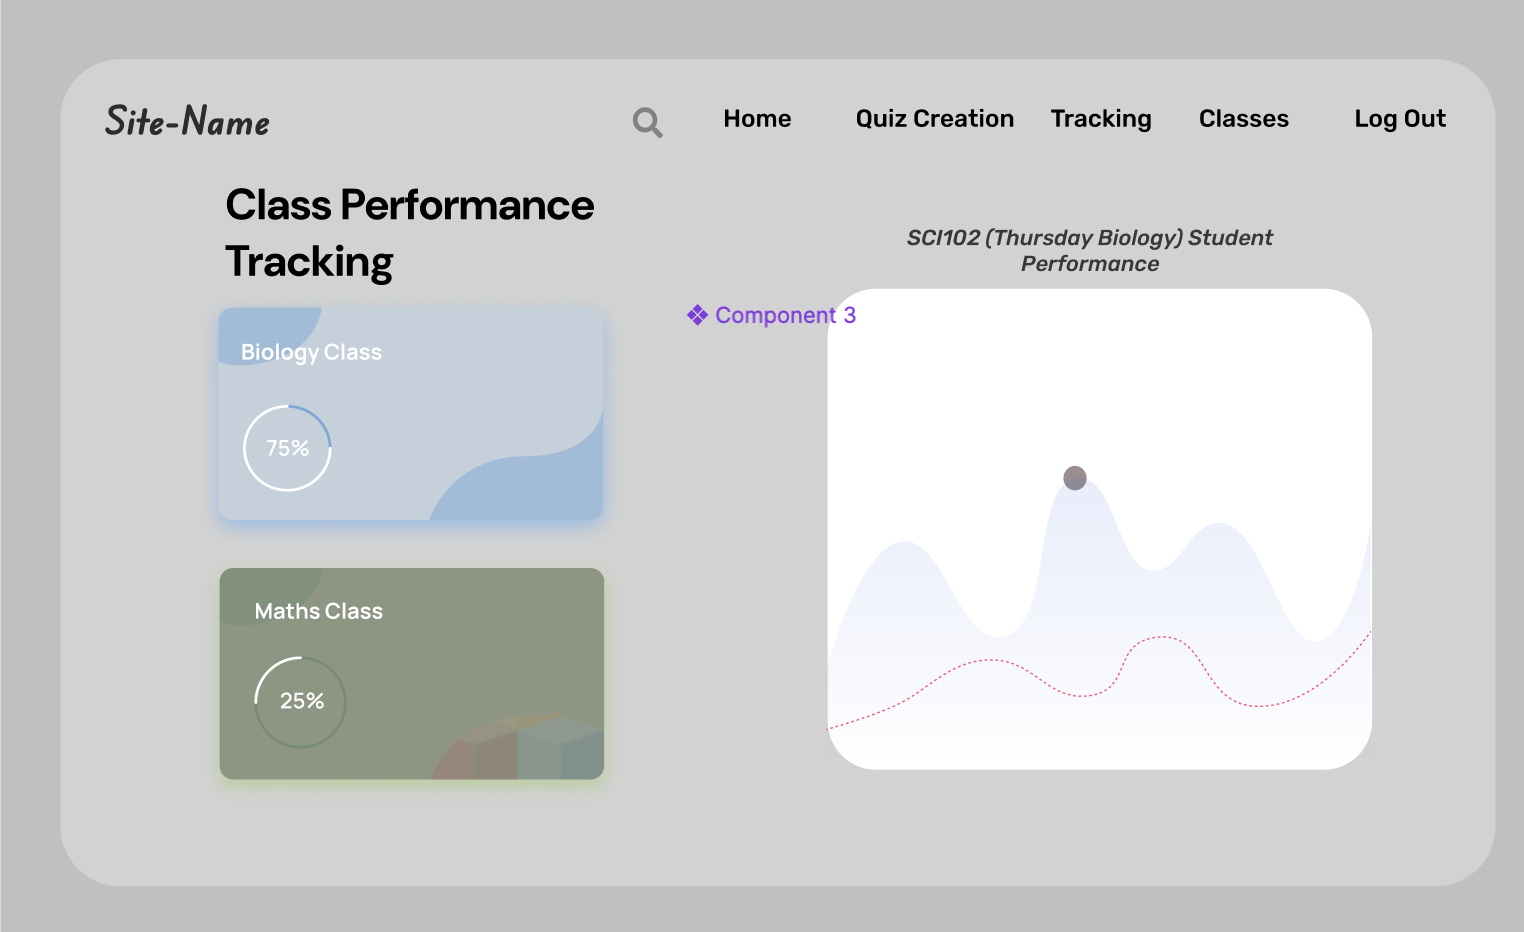 Site-Name
Home
Quiz Creation
Tracking
Classes
Log Out
Class Performance
Tracking
Biology Class
75%
Maths Class
25%
SCI102 (Thursday Biology) Student
Performance
Component 3